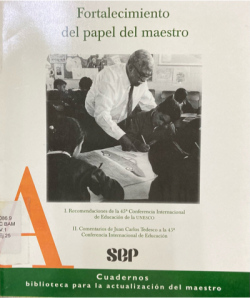 Fortalecimiento
del papel del maestro
I. Recomendaciones de la 45ª Conferencia Internacional
de Educación de la UNESCO
II. Comentarios de Juan Carlos Tedesco a la 45ª
Conferencia Internacional de Educación
SEP
A
Cuadernos
biblioteca para la actualización del maestro